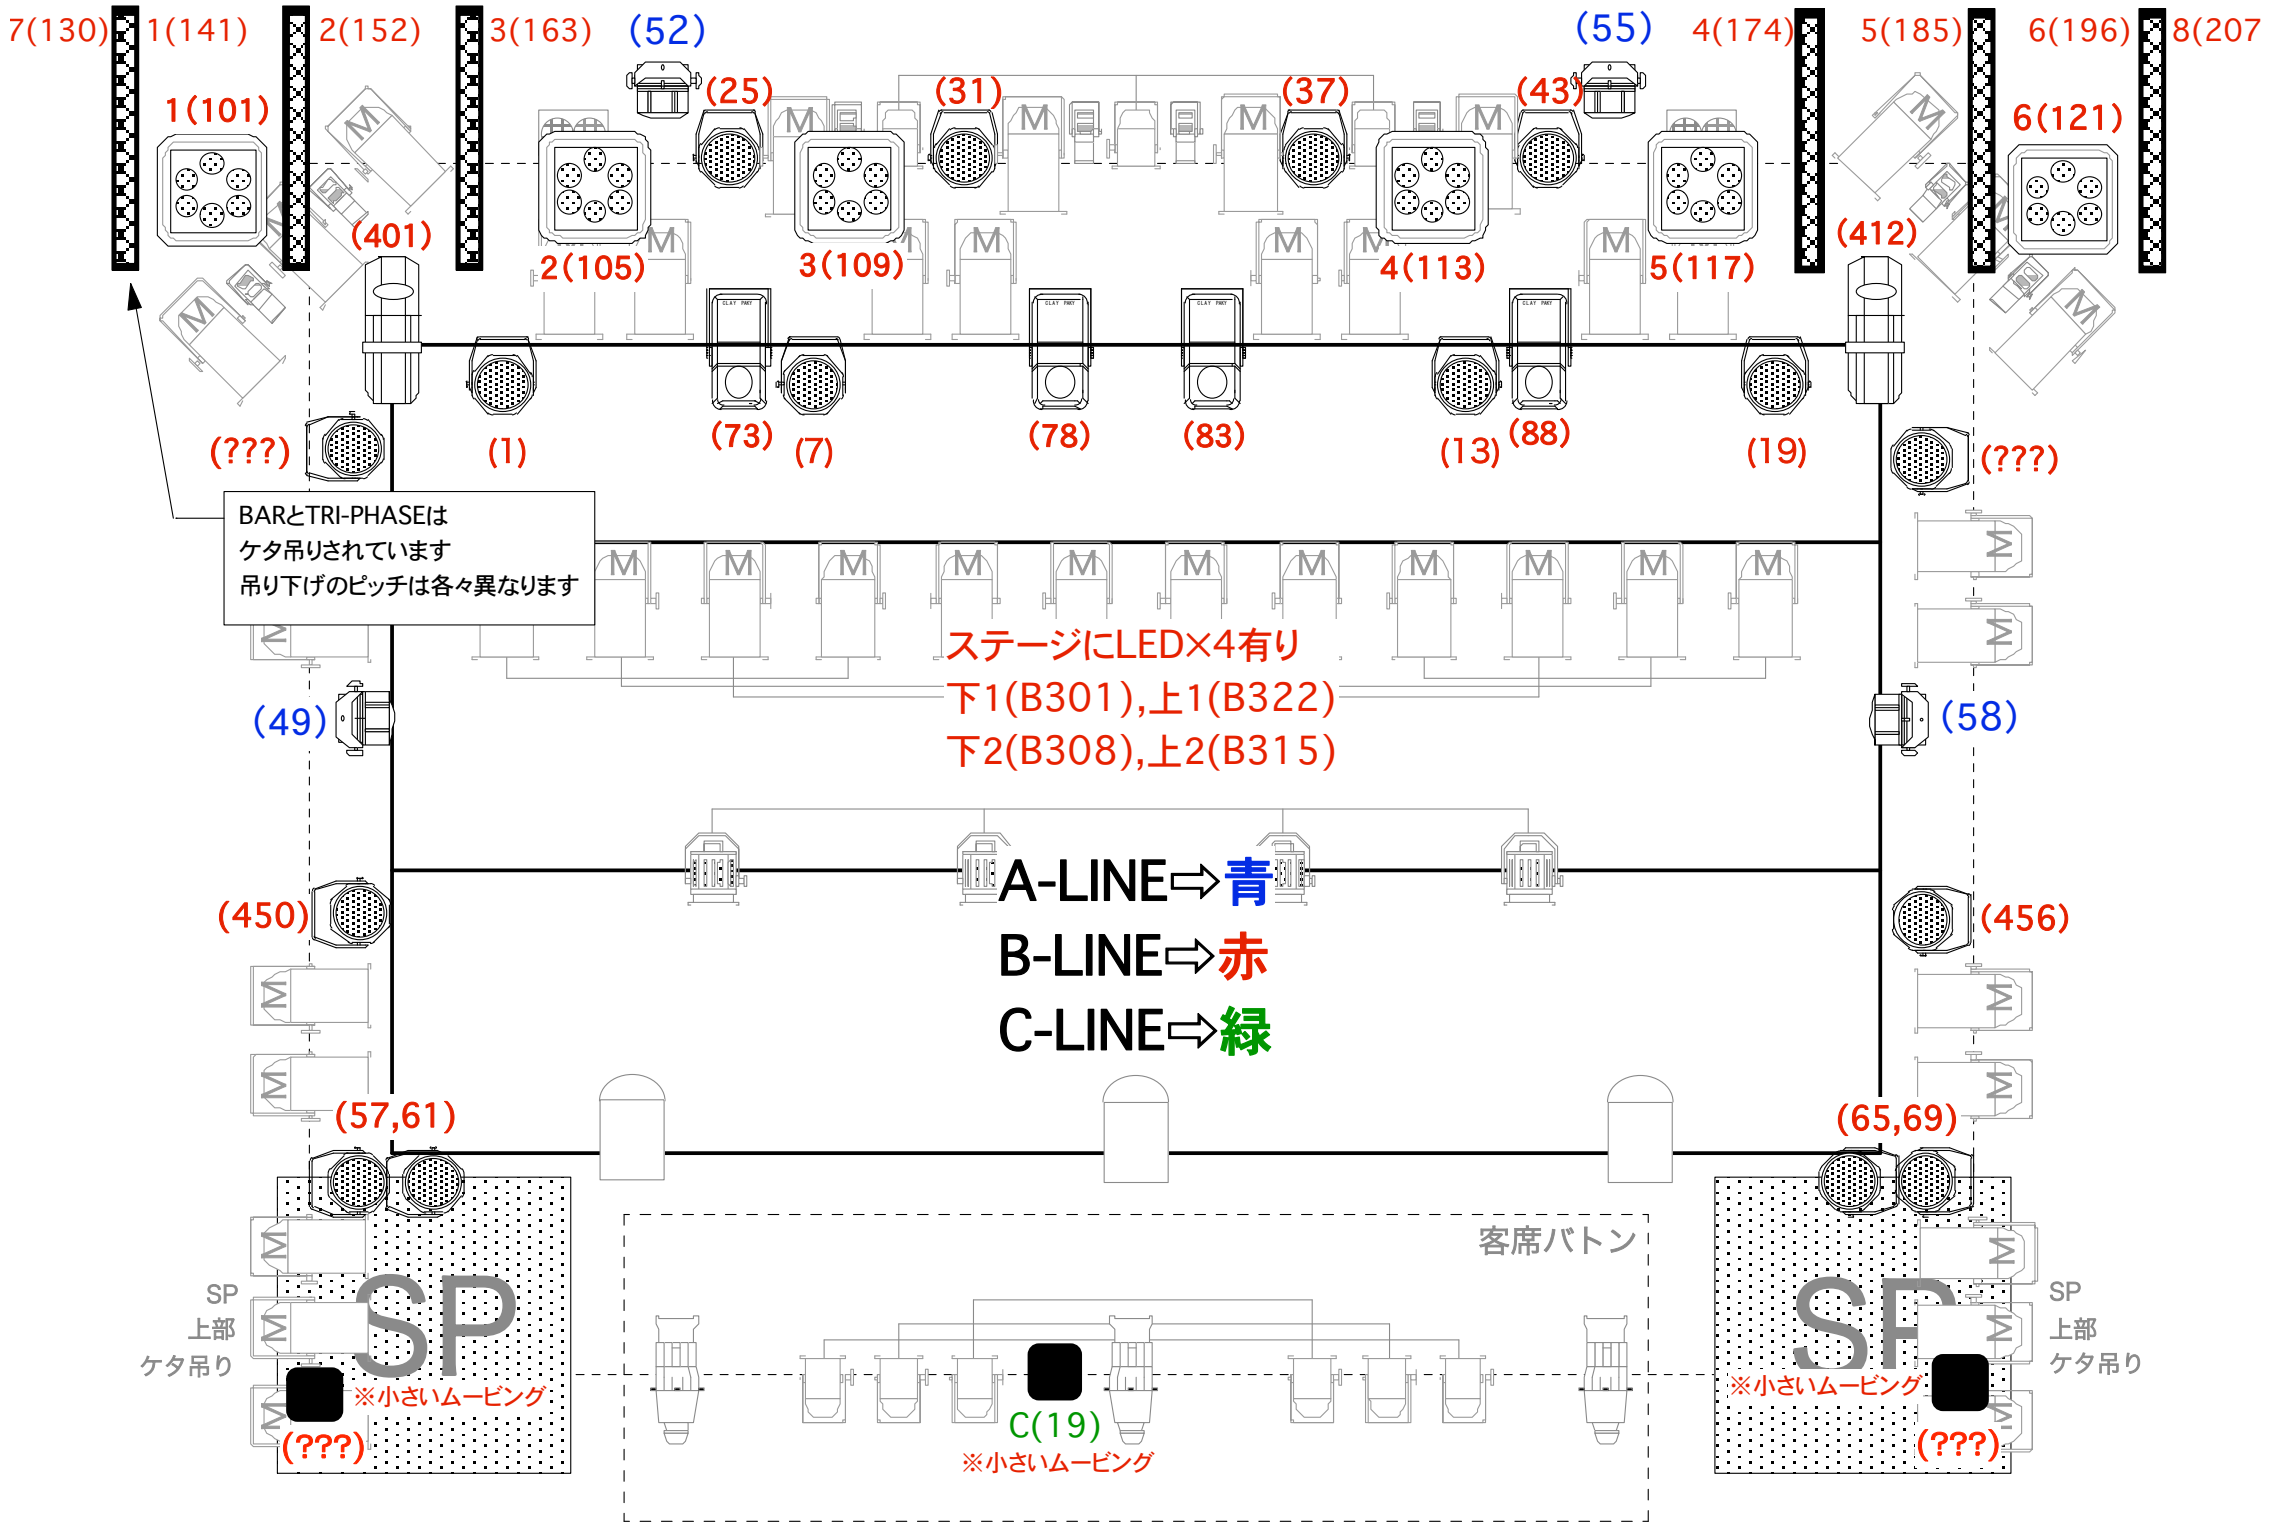 7(130) 1(141) 2(152) 3(163) (52) (55) 4(174) 5(185) 6(196) 8(207
1(101) (25) (31) (37) (43) 6(121)
M M M M M M
(401) (412)
M M M M M M
2(105) 3(109) 4(113) 5(117)
M M
CLAY PAKY CLAY PAKY CLAY PAKY CLAY PAKY
(???) (1) (73) (7) (78) (83) (13) (88) (19) (???)
BARとTRI-PHASEは
ケタ吊りされています
吊り下げのピッチは各々異なります
M M M M M M M M M M M M
M M
ステージにLED×4有り
下1(B301),上1(B322)
下2(B308),上2(B315)
(49) (58)
A-LINE⇨青
B-LINE⇨赤
C-LINE⇨緑
(450) (456)
M M
M M
(57,61) (65,69)
客席バトン
M M
SP SP
SP
上部
ケタ吊り
SP
上部
ケタ吊り
M M
※小さいムービング ※小さいムービング
M M
(???) C(19) (???)
※小さいムービング